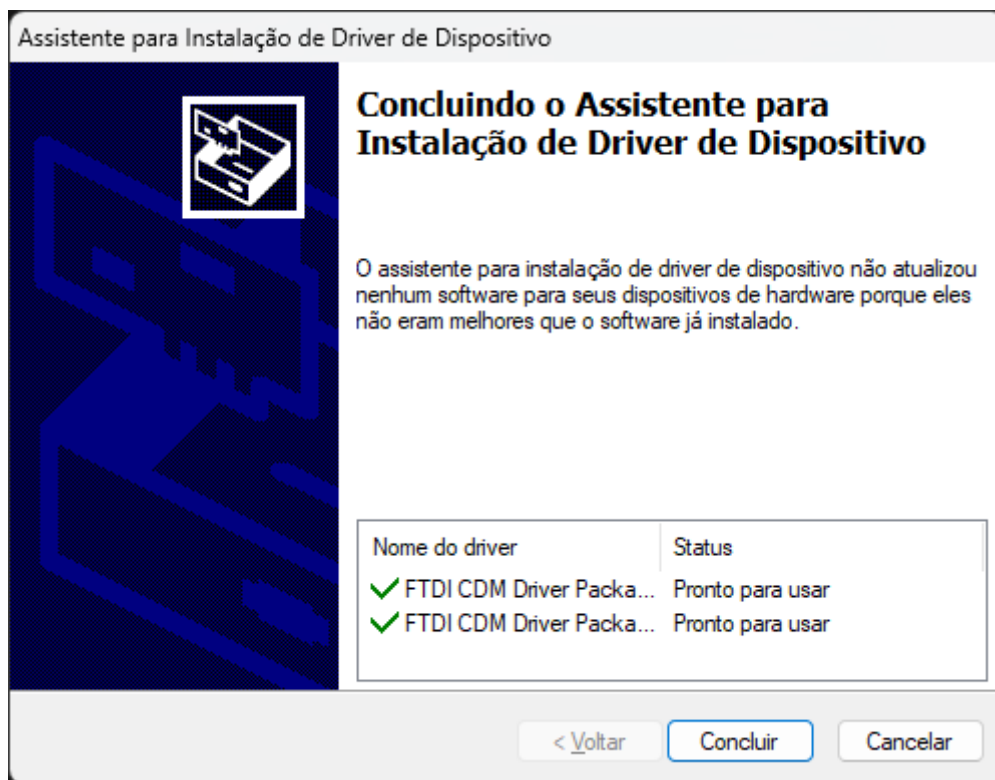 Assistente para Instalação de Driver de Dispositivo
Concluindo o Assistente para
Instalação de Driver de Dispositivo
O assistente para instalação de driver de dispositivo não atualizou
nenhum software para seus dispositivos de hardware porque eles
não eram melhores que o software já instalado.
Nome do driver Status
FTDI CDM Driver Packa... Pronto para usar
FTDI CDM Driver Packa... Pronto para usar
< Voltar Concluir Cancelar